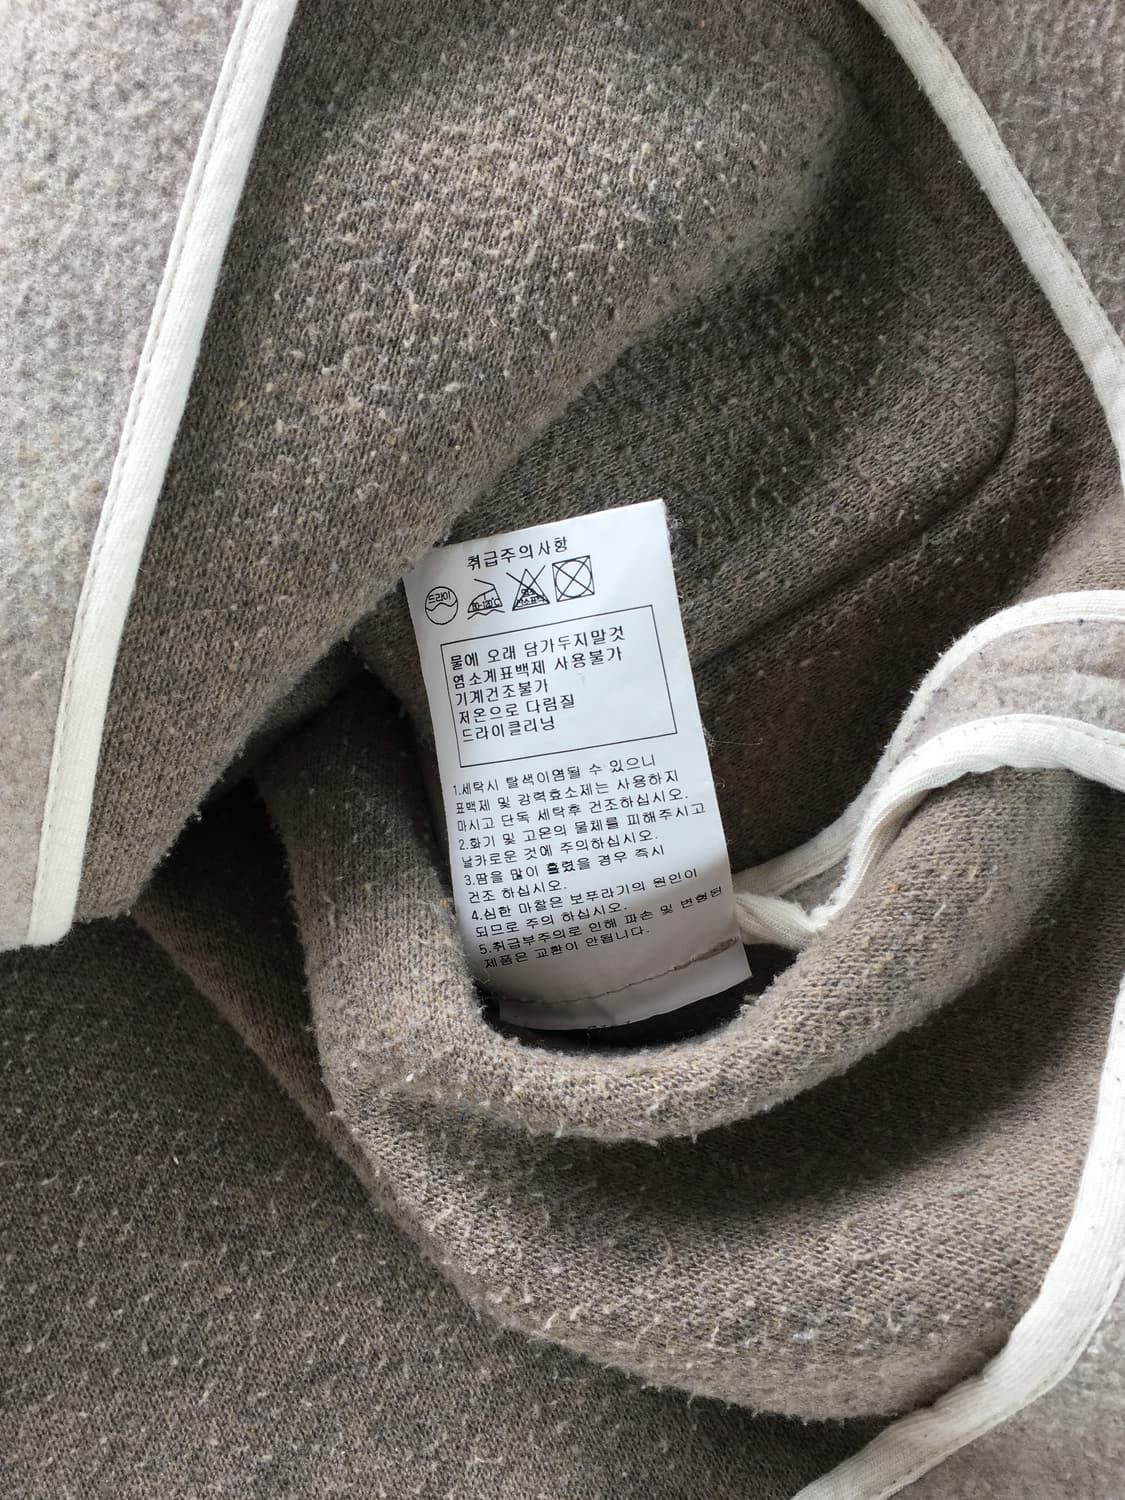 취급주의사항
드라이
80-120℃
염소
산소표백
물에 오래 담가두지말것
염소계표백제 사용불가
기계건조불가
저온으로 다림질
드라이클리닝
1.세탁시 탈색이염될 수 있으니
표백제 및 강력효소제는 사용하지
마시고 단독 세탁후 건조하십시오.
2.화기 및 고온의 물체를 피해주시고
날카로운 것에 주의하십시오.
3.땀을 많이 흘렸을 경우 즉시
건조 하십시오.
4.심한 마찰은 보푸라기의 원인이
되므로 주의 하십시오.
5.취급부주의로 인해 파손 및 변형된
제품은 교환이 안됩니다.